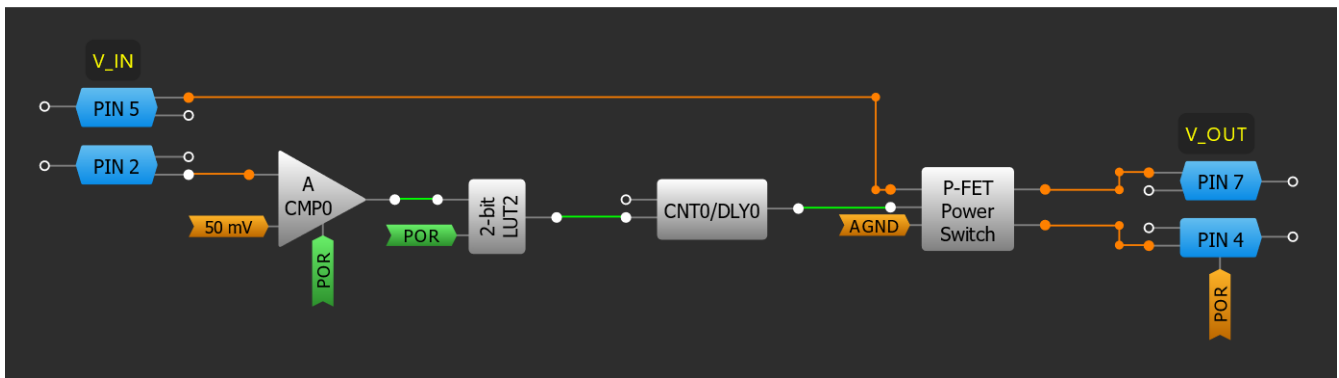 V_IN
PIN 5
PIN 2
A
CMP0
50 mV
POR
POR
2-bit
LUT2
CNT0/DLY0
AGND
P-FET
Power
Switch
V_OUT
PIN 7
PIN 4
POR